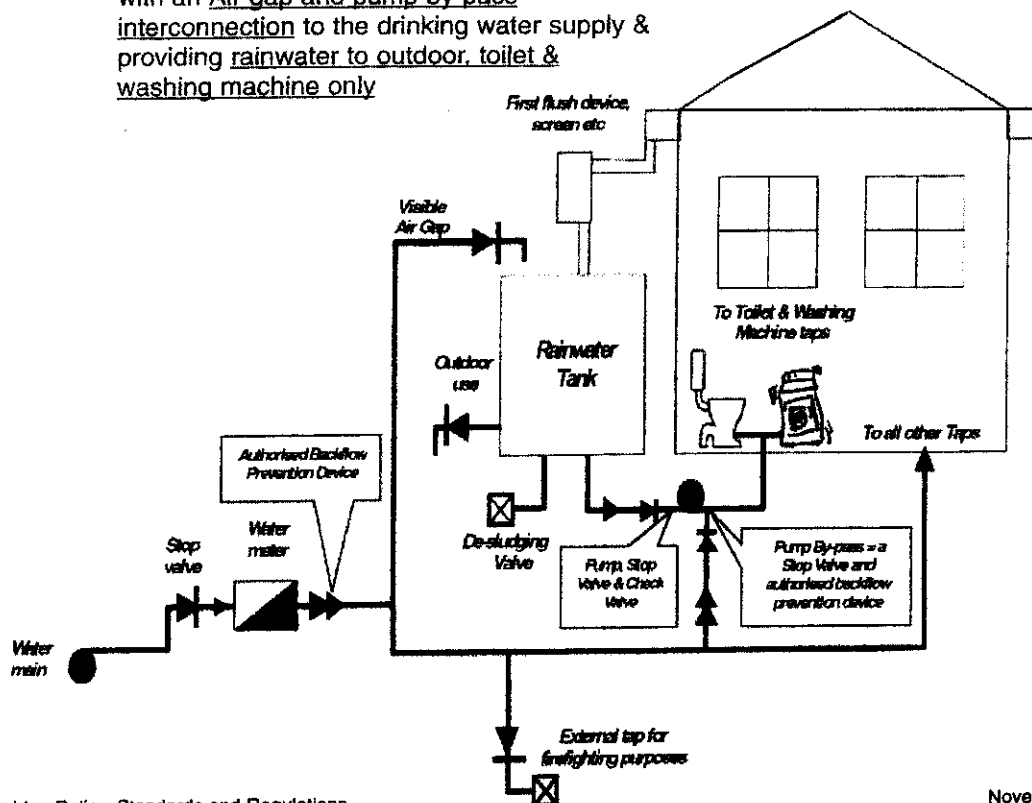 with an Air gap and pump by-pass
interconnection to the drinking water supply &
providing rainwater to outdoor, toilet &
washing machine only
First flush device,
screen etc
Visible
Air Gap
To Toilet & Washing
Machine taps
Rainwater
Tank
Outdoor
use
To all other Taps
Authorised Backflow
Prevention Device
De-sludging
Valve
Stop
valve
Water
meter
Pump, Stop
Valve & Check
Valve
Pump By-pass = a
Stop Valve and
authorised backflow
prevention device
Water
main
External tap for
firefighting purposes
Policy, Standards and Regulations
Nove